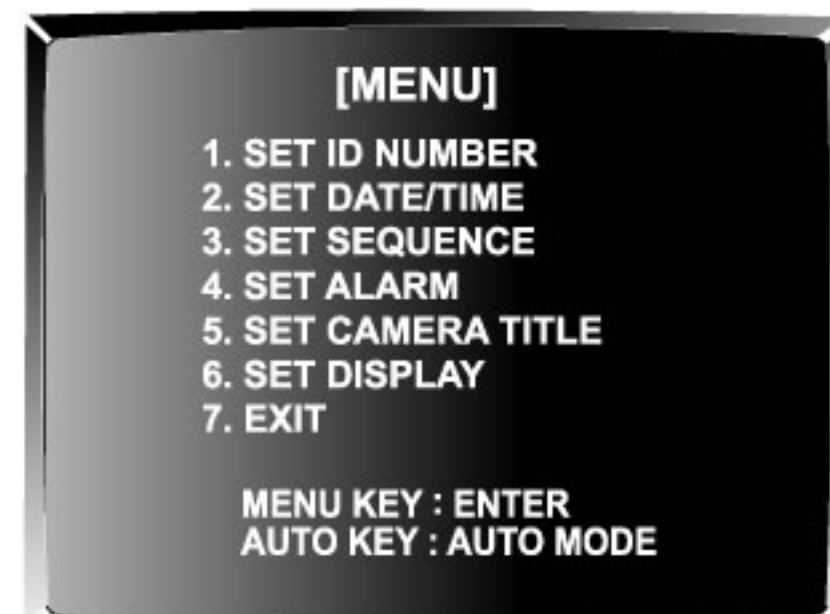 [MENU]
1. SET ID NUMBER
2. SET DATE/TIME
3. SET SEQUENCE
4. SET ALARM
5. SET CAMERA TITLE
6. SET DISPLAY
7. EXIT
MENU KEY : ENTER
AUTO KEY : AUTO MODE